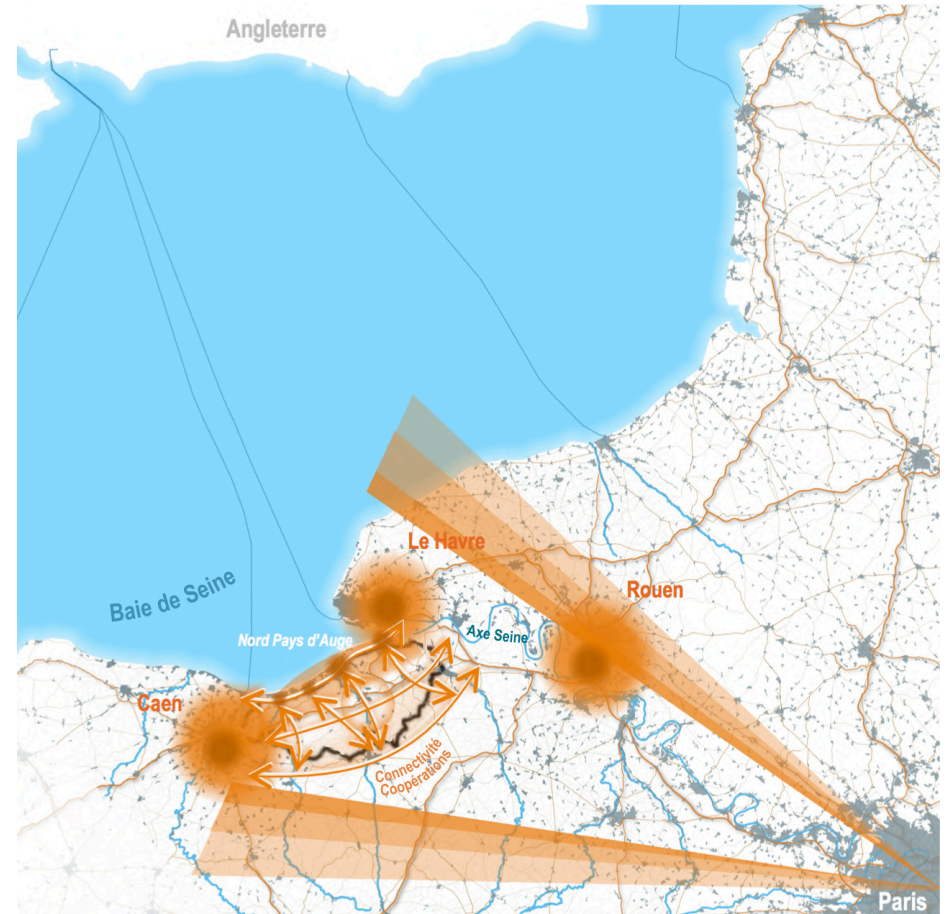 Angleterre
Le Havre
Rouen
Baie de Seine
Axe Seine
Nord Pays d'Auge
Caen
Connectivité
Coopérations
Paris